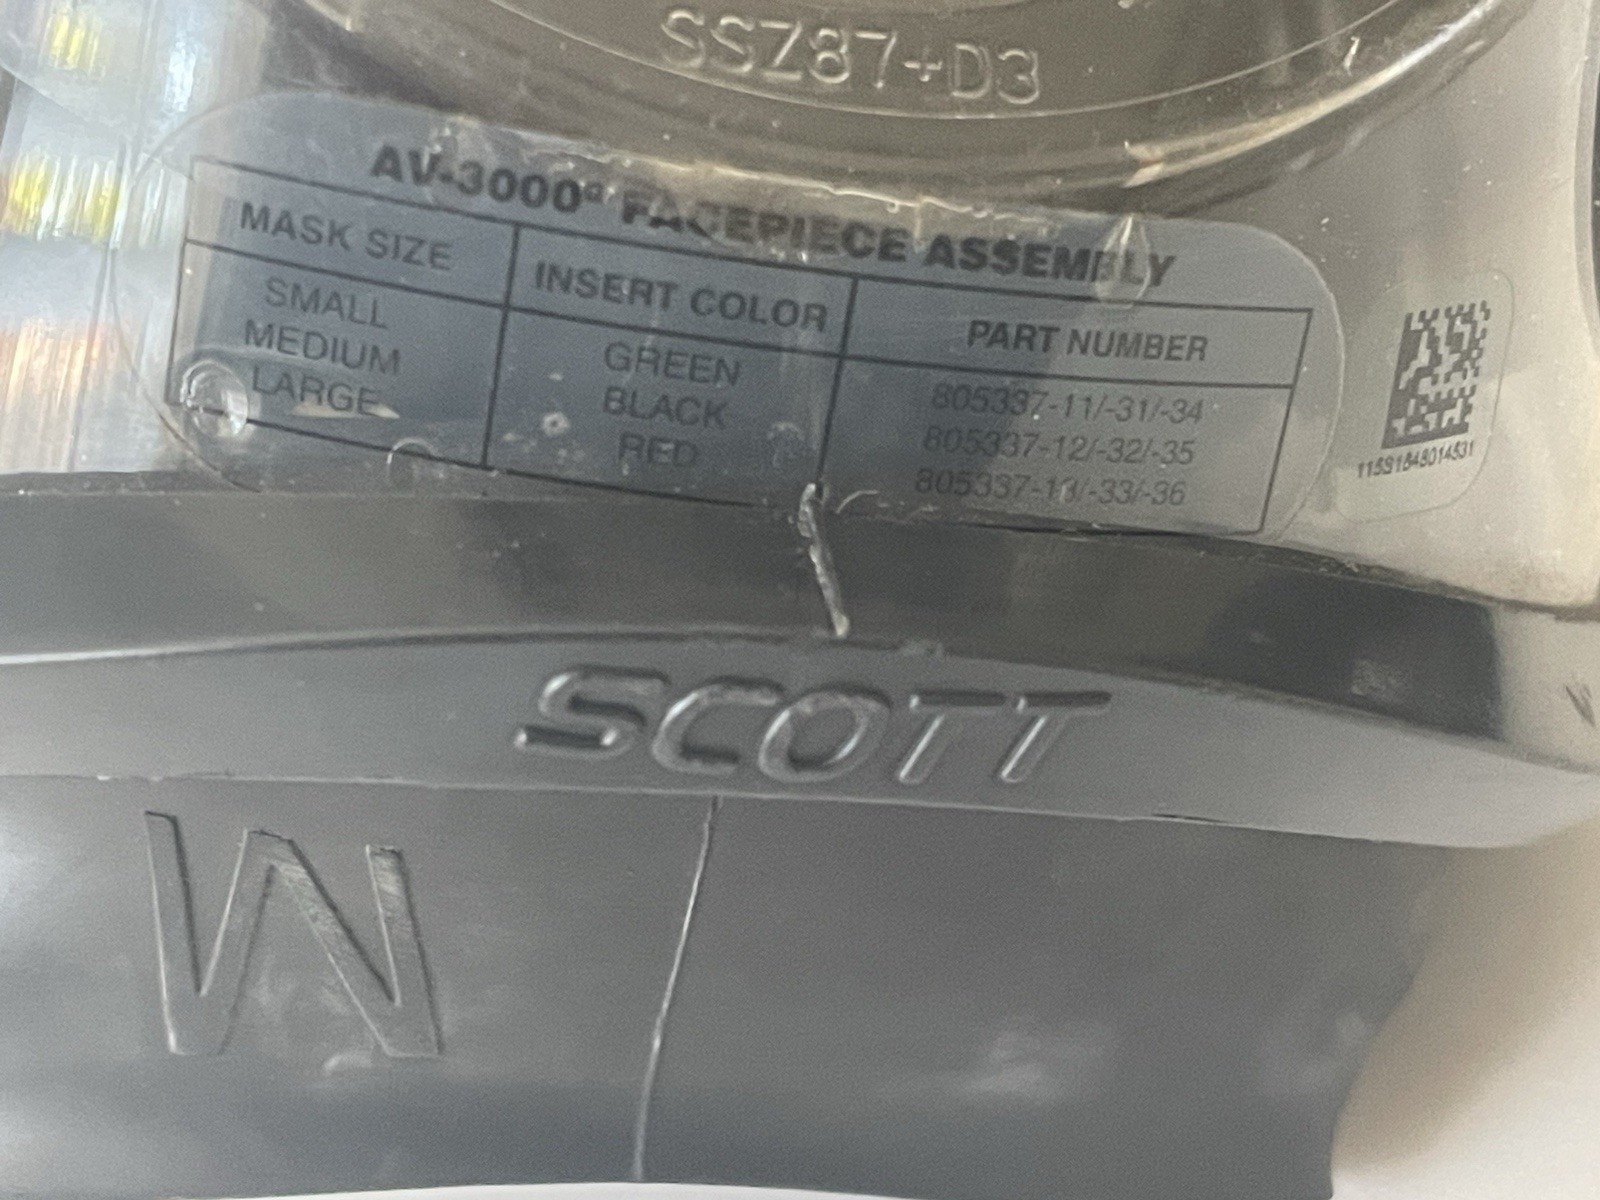 SSZ87+D3
AV-3000ª FACEPIECE ASSEMBLY
MASK SIZE INSERT COLOR PART NUMBER
SMALL GREEN 805337-11/-31/-34
MEDIUM BLACK 805337-12/-32/-35
LARGE RED 805337-13/-33/-36
SCOTT
M